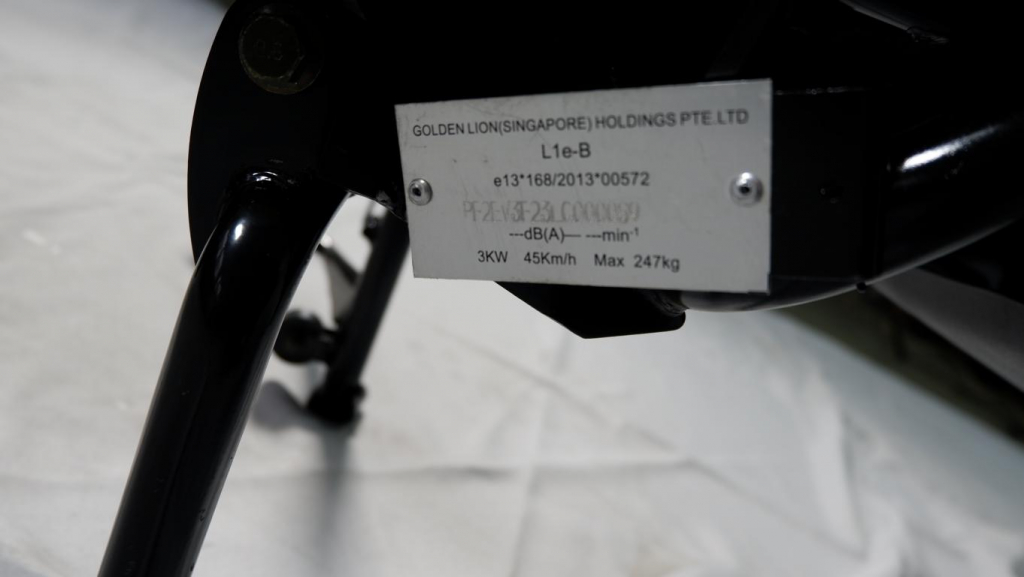 GOLDEN LION(SINGAPORE) HOLDINGS PTE.LTD
L1e-B
e13*168/2013*00572
---dB(A)— ---min-¹
3KW 45Km/h Max 247kg